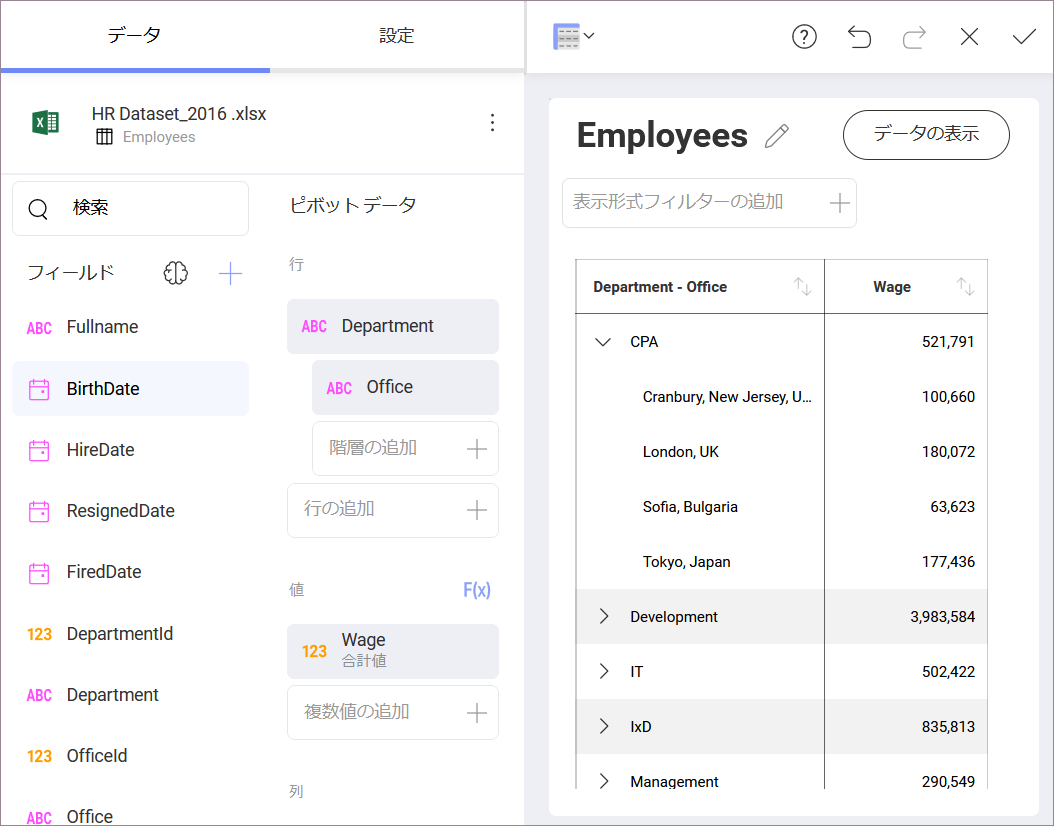 データ
設定
HR Dataset_2016 .xlsx
Employees
検索
フィールド
ABC Fullname
BirthDate
HireDate
ResignedDate
FiredDate
123 DepartmentId
ABC Department
123 OfficeId
ABC Office
ピボット データ
行
ABC Department
ABC Office
階層の追加
行の追加
値 F(x)
123 Wage
合計値
複数値の追加
列
Employees
データの表示
表示形式フィルターの追加
Department - Office Wage
CPA 521,791
Cranbury, New Jersey, U... 100,660
London, UK 180,072
Sofia, Bulgaria 63,623
Tokyo, Japan 177,436
Development 3,983,584
IT 502,422
IxD 835,813
Management 290,549